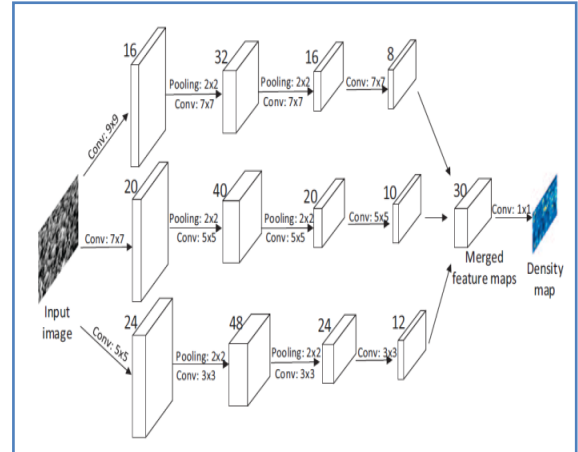 16
32
16
8
Pooling: 2x2
Conv: 7x7
Pooling: 2x2
Conv: 7x7
Conv: 7x7
Conv: 9x9
20
40
20
10
30
Conv: 7x7
Pooling: 2x2
Conv: 5x5
Pooling: 2x2
Conv: 5x5
Conv: 5x5
Conv: 1x1
Merged
feature maps
Density
map
Input
image
Conv: 5x5
24
48
24
12
Pooling: 2x2
Conv: 3x3
Pooling: 2x2
Conv: 3x3
Conv: 3x3